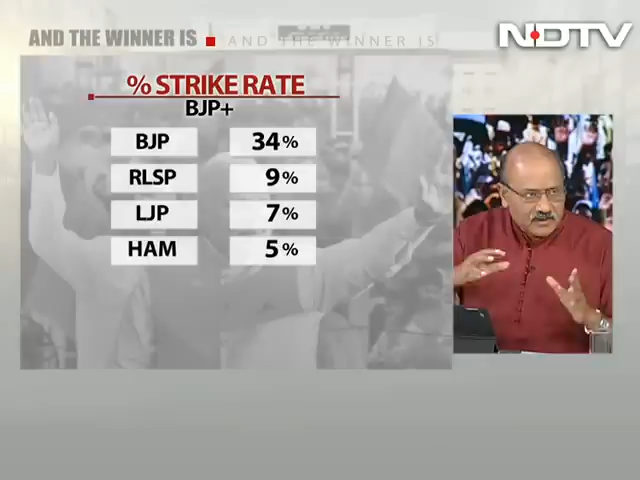 AND THE WINNER IS
AND THE WINNER IS
NDTV
% STRIKE RATE
BJP+
BJP 34%
RLSP 9%
LJP 7%
HAM 5%